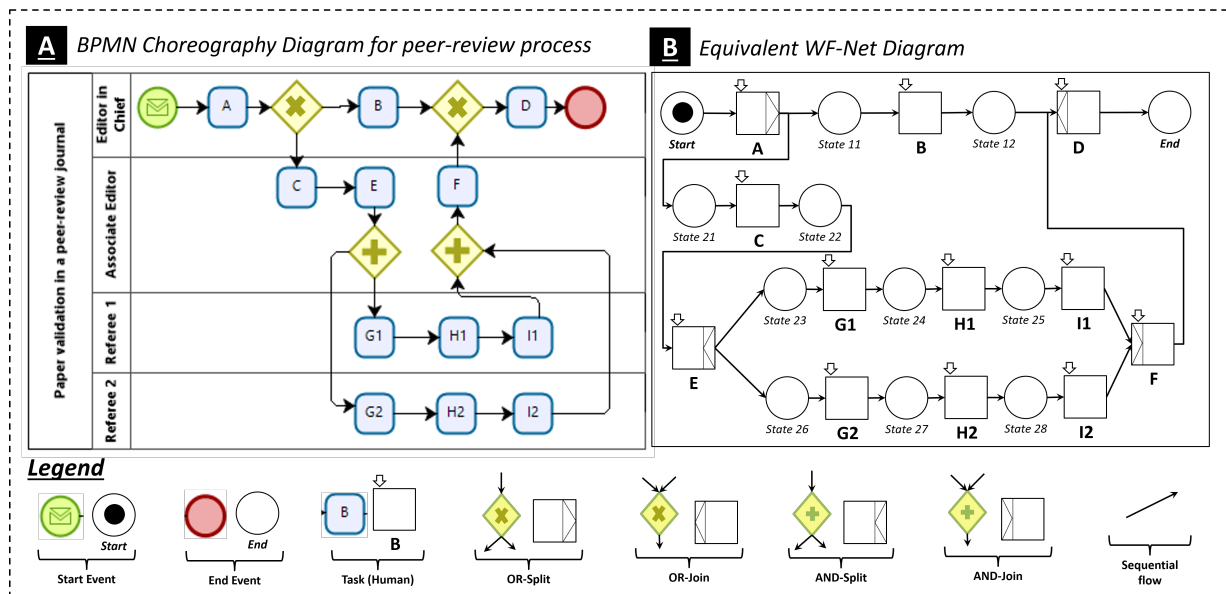 A BPMN Choreography Diagram for peer-review process
Paper validation in a peer-review journal
Editor in
Chief
A
B
D
Associate Editor
C
E
F
Referee 1
G1
H1
I1
Referee 2
G2
H2
I2
B Equivalent WF-Net Diagram
Start
A
State 11
B
State 12
D
End
State 21
C
State 22
State 23
G1
State 24
H1
State 25
I1
E
F
State 26
G2
State 27
H2
State 28
I2
Legend
Start
Start Event
End
End Event
B
B
Task (Human)
OR-Split
OR-Join
AND-Split
AND-Join
Sequential
flow